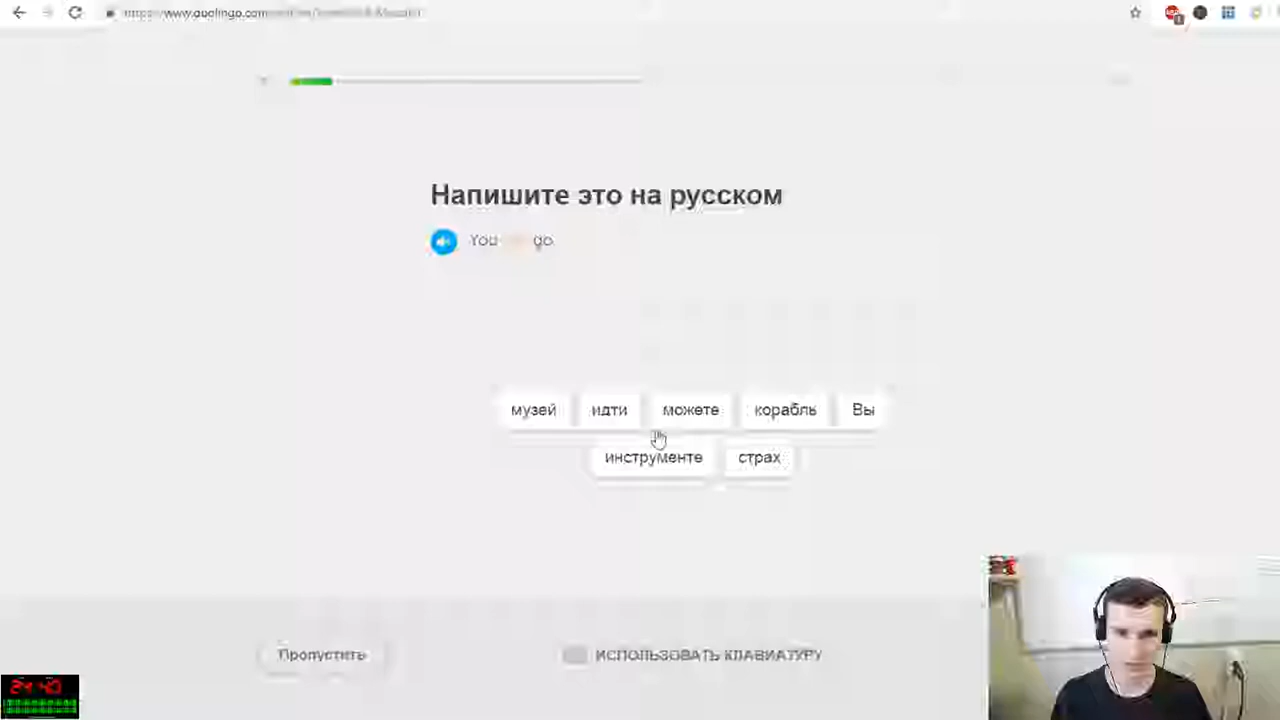 Напишите это на русском
You go
музей идти можете корабль Вы
инструменте страх
Пропустить ИСПОЛЬЗОВАТЬ КЛАВИАТУРУ